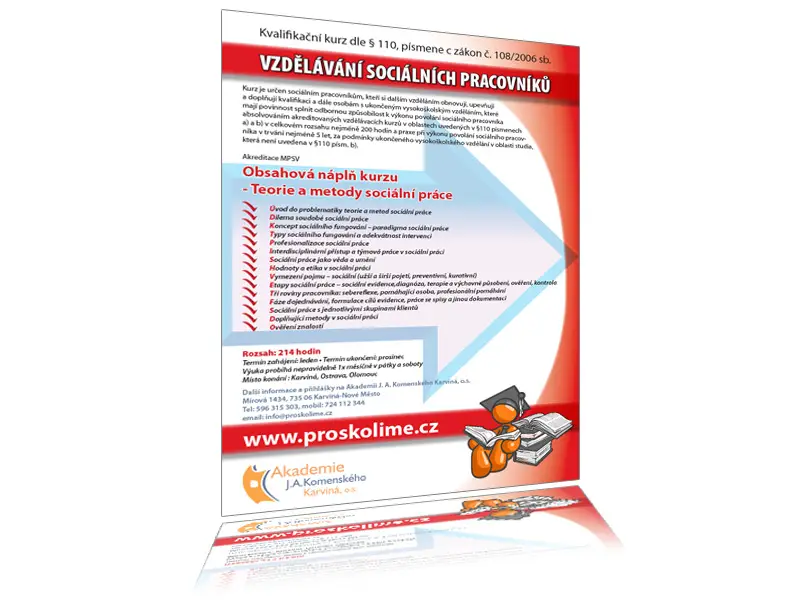 Kvalifikační kurz dle § 110, písmene c zákon č. 108/2006 sb.
VZDĚLÁVÁNÍ SOCIÁLNÍCH PRACOVNÍKŮ
Kurz je určen sociálním pracovníkům, kteří si dalším vzděláním obnovují, upevňují
a doplňují kvalifikaci a dále osobám s ukončeným vysokoškolským vzděláním, které
mají povinnost splnit odbornou způsobilost k výkonu povolání sociálního pracovníka
absolvováním akreditovaných vzdělávacích kurzů v oblastech uvedených v §110 písmenech
a) a b) v celkovém rozsahu nejméně 200 hodin a praxe při výkonu povolání sociálního pracov-
níka v trvání nejméně 5 let, za podmínky ukončeného vysokoškolského vzdělání v oblasti studia,
která není uvedena v §110 písm. b).
Akreditace MPSV
Obsahová náplň kurzu
- Teorie a metody sociální práce
Úvod do problematiky teorie a metod sociální práce
Dilema soudobé sociální práce
Koncept sociálního fungování – paradigma sociální práce
Typy sociálního fungování a adekvátnost intervencí
Profesionalizace sociální práce
Interdisciplinární přístup a týmová práce v sociální práci
Sociální práce jako věda a umění
Hodnoty a etika v sociální práci
Vymezení pojmu – sociální (užší a širší pojetí, preventivní, kurativní)
Etapy sociální práce – sociální evidence,diagnóza, terapie a výchovné působení, ověření, kontrola
Tři roviny pracovníka: sebereflexe, pomáhající osoba, profesionální pomáhání
Fáze dojednávání, formulace cílů evidence, práce se spisy a jinou dokumentací
Sociální práce s jednotlivými skupinami klientů
Doplňující metody v sociální práci
Ověření znalostí
Rozsah: 214 hodin
Termín zahájení: leden • Termín ukončení: prosinec
Výuka probíhá nepravidelně 1x měsíčně v pátky a soboty
Místo konání : Karviná, Ostrava, Olomouc
Další informace a přihlášky na Akademii J. A. Komenského Karviná, o.s.
Mírová 1434, 735 06 Karviná-Nové Město
Tel: 596 315 303, mobil: 724 112 344
email: info@proskolime.cz
www.proskolime.cz
Akademie
J.A.Komenského
Karviná, o.s.